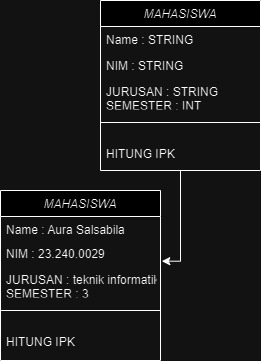 MAHASISWA
Name : STRING
NIM : STRING
JURUSAN : STRING
SEMESTER : INT
HITUNG IPK
MAHASISWA
Name : Aura Salsabila
NIM : 23.240.0029
JURUSAN : teknik informatik
SEMESTER : 3
HITUNG IPK